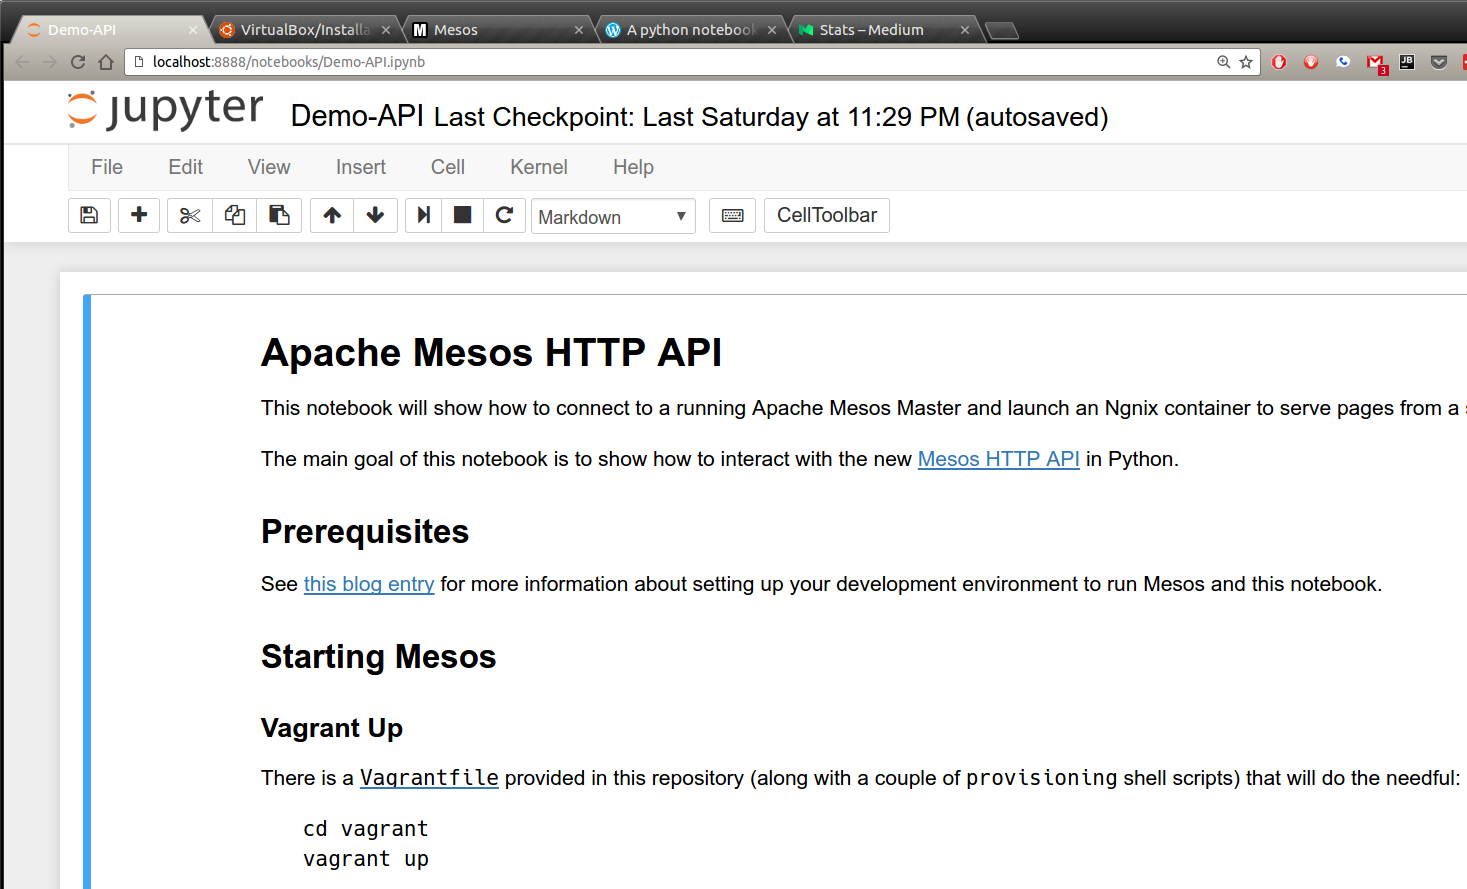 Demo-API
VirtualBox/Installa
Mesos
A python notebook
Stats – Medium
localhost:8888/notebooks/Demo-API.ipynb
3
JB
jupyter
Demo-API Last Checkpoint: Last Saturday at 11:29 PM (autosaved)
File Edit View Insert Cell Kernel Help
Markdown
CellToolbar
Apache Mesos HTTP API
This notebook will show how to connect to a running Apache Mesos Master and launch an Ngnix container to serve pages from a
The main goal of this notebook is to show how to interact with the new Mesos HTTP API in Python.
Prerequisites
See this blog entry for more information about setting up your development environment to run Mesos and this notebook.
Starting Mesos
Vagrant Up
There is a Vagrantfile provided in this repository (along with a couple of provisioning shell scripts) that will do the needful:
cd vagrant
vagrant up